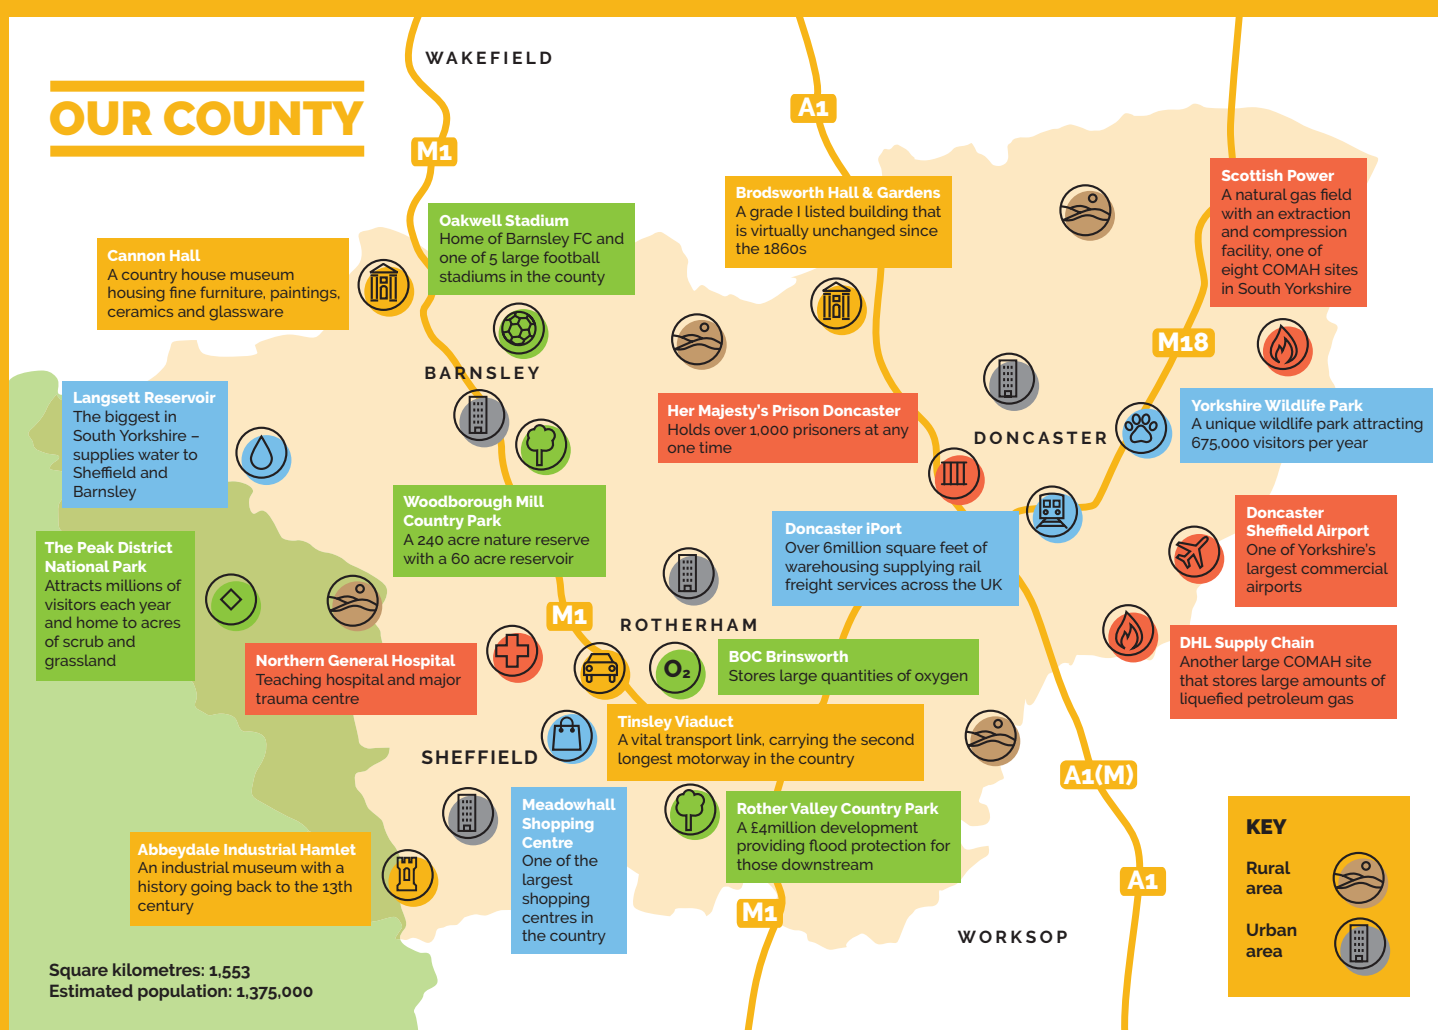 WAKEFIELD
OUR COUNTY
A1
M1
Scottish Power
A natural gas field
with an extraction
and compression
facility, one of
eight COMAH sites
in South Yorkshire
Brodsworth Hall & Gardens
A grade I listed building that
is virtually unchanged since
the 1860s
Oakwell Stadium
Home of Barnsley FC and
one of 5 large football
stadiums in the county
Cannon Hall
A country house museum
housing fine furniture, paintings,
ceramics and glassware
M18
BARNSLEY
Langsett Reservoir
The biggest in
South Yorkshire –
supplies water to
Sheffield and
Barnsley
Her Majesty's Prison Doncaster
Holds over 1,000 prisoners at any
one time
DONCASTER
Yorkshire Wildlife Park
A unique wildlife park attracting
675,000 visitors per year
Woodborough Mill
Country Park
A 240 acre nature reserve
with a 60 acre reservoir
Doncaster iPort
Over 6million square feet of
warehousing supplying rail
freight services across the UK
Doncaster
Sheffield Airport
One of Yorkshire's
largest commercial
airports
The Peak District
National Park
Attracts millions of
visitors each year
and home to acres
of scrub and
grassland
M1
ROTHERHAM
Northern General Hospital
Teaching hospital and major
trauma centre
O2
BOC Brinsworth
Stores large quantities of oxygen
DHL Supply Chain
Another large COMAH site
that stores large amounts of
liquefied petroleum gas
Tinsley Viaduct
A vital transport link, carrying the second
longest motorway in the country
SHEFFIELD
A1(M)
Meadowhall
Shopping
Centre
One of the
largest
shopping
centres in
the country
Rother Valley Country Park
A £4million development
providing flood protection for
those downstream
Abbeydale Industrial Hamlet
An industrial museum with a
history going back to the 13th
century
A1
M1
WORKSOP
KEY
Rural
area
Urban
area
Square kilometres: 1,553
Estimated population: 1,375,000